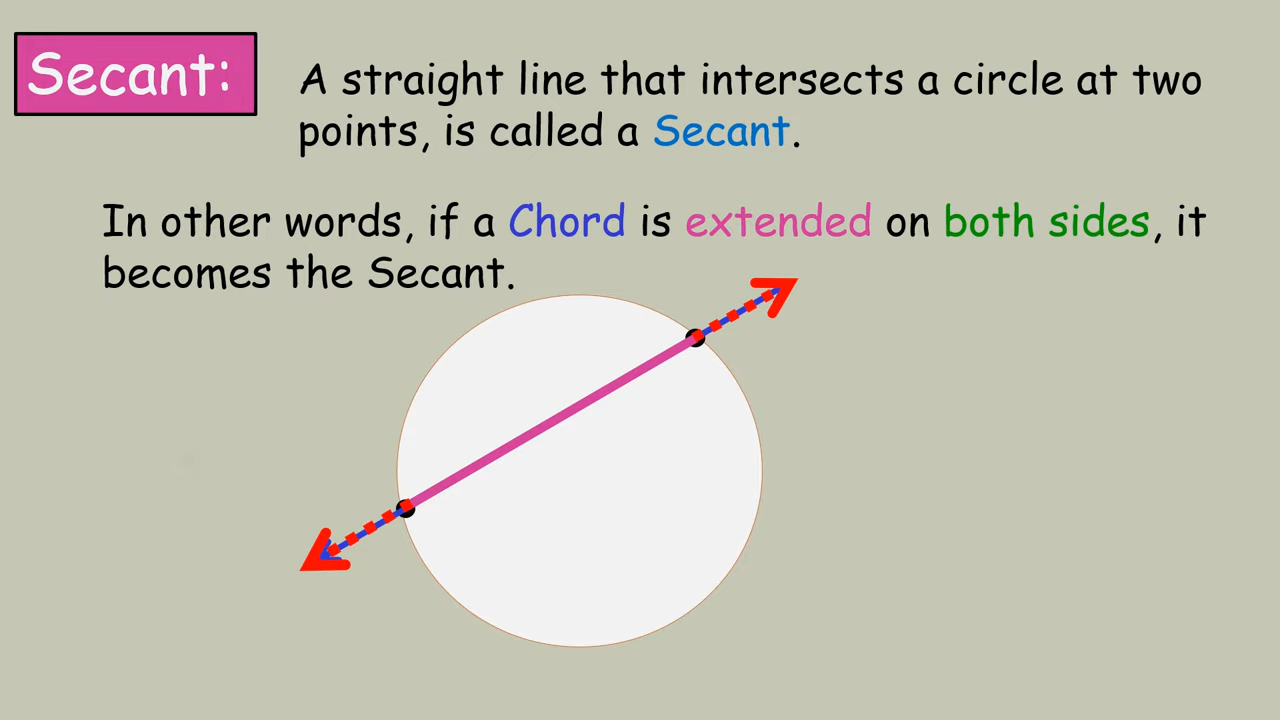 Secant:
A straight line that intersects a circle at two
points, is called a Secant.
In other words, if a Chord is extended on both sides, it
becomes the Secant.